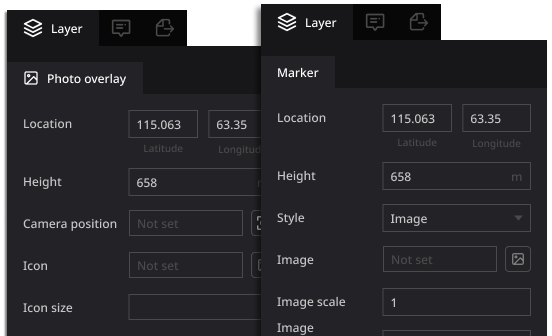 Layer
Photo overlay
Location 115.063 63.35
Latitude
Height 658
Camera position Not set
Icon Not set
Icon size
Layer
Marker
Location 115.063 63.35
Latitude Longitude
Height 658 m
Style Image
Image Not set
Image scale 1
Image